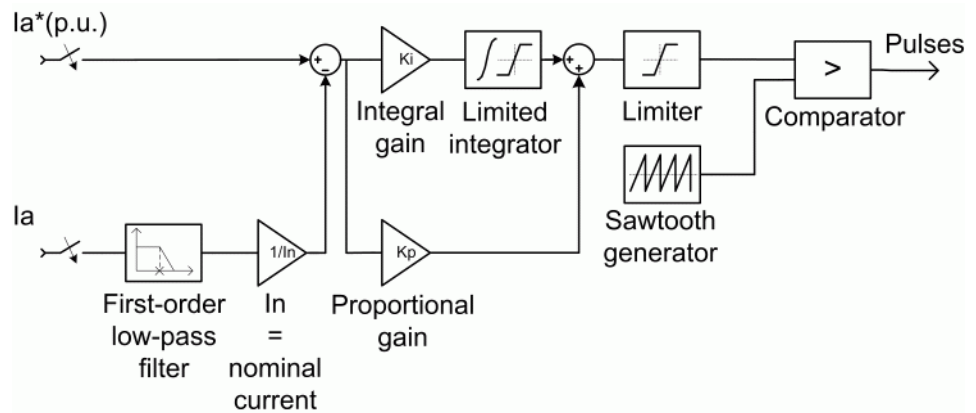 Ia*(p.u.)
+
-
Ki
+
+
>
Pulses
Integral
gain
Limited
integrator
Limiter
Comparator
Sawtooth
generator
Ia
1/In
Kp
First-order
low-pass
filter
In
=
nominal
current
Proportional
gain